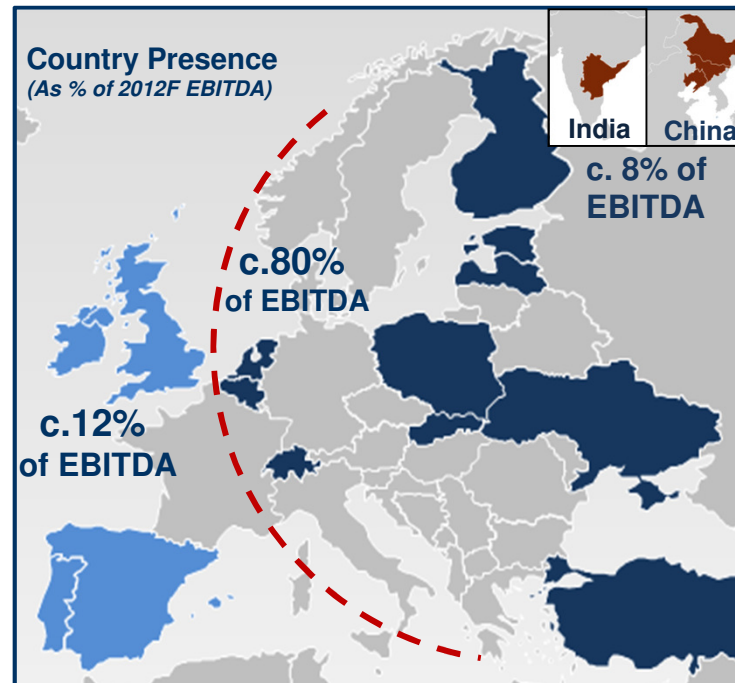 Country Presence
(As % of 2012F EBITDA)
India
China
c. 8% of
EBITDA
c.80%
of EBITDA
c.12%
of EBITDA